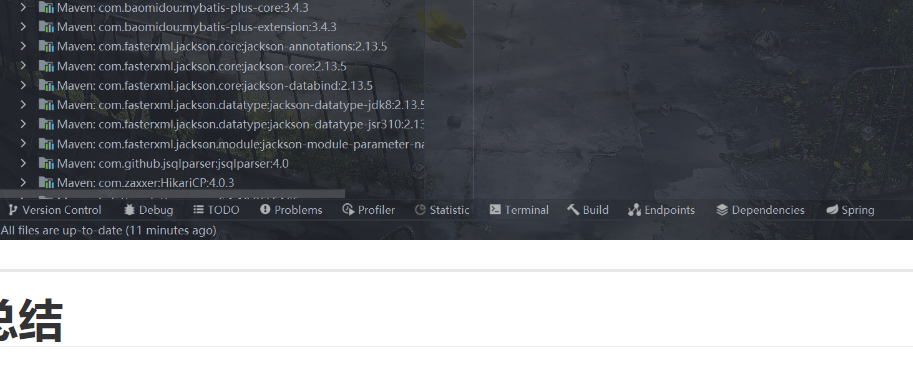 Maven: com.baomidou:mybatis-plus-core:3.4.3
Maven: com.baomidou:mybatis-plus-extension:3.4.3
Maven: com.fasterxml.jackson.core:jackson-annotations:2.13.5
Maven: com.fasterxml.jackson.core:jackson-core:2.13.5
Maven: com.fasterxml.jackson.core:jackson-databind:2.13.5
Maven: com.fasterxml.jackson.datatype:jackson-datatype-jdk8:2.13.5
Maven: com.fasterxml.jackson.datatype:jackson-datatype-jsr310:2.13
Maven: com.fasterxml.jackson.module:jackson-module-parameter-na
Maven: com.github.jsqlparser:jsqlparser:4.0
Maven: com.zaxxer:HikariCP:4.0.3
Version Control Debug TODO Problems Profiler Statistic Terminal Build Endpoints Dependencies Spring
All files are up-to-date (11 minutes ago)
总结